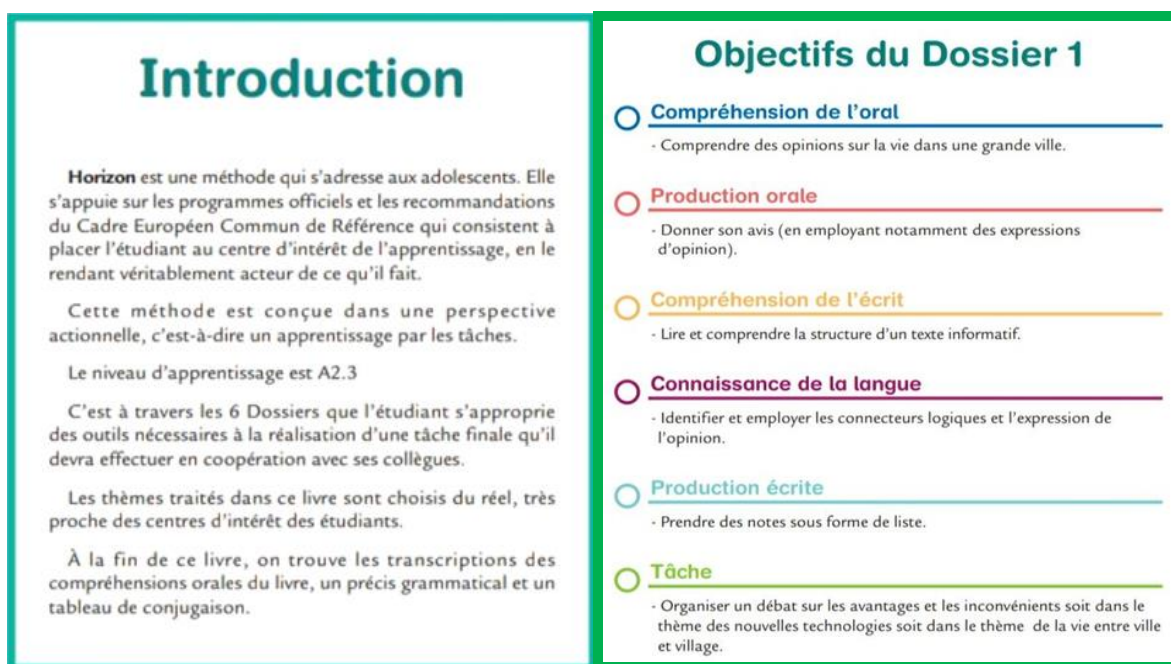 Introduction
Horizon est une méthode qui s'adresse aux adolescents. Elle
s'appuie sur les programmes officiels et les recommandations
du Cadre Européen Commun de Référence qui consistent à
placer l'étudiant au centre d'intérêt de l'apprentissage, en le
rendant véritablement acteur de ce qu'il fait.
Cette méthode est conçue dans une perspective
actionnelle, c'est-à-dire un apprentissage par les tâches.
Le niveau d'apprentissage est A2.3
C'est à travers les 6 Dossiers que l'étudiant s'approprie
des outils nécessaires à la réalisation d'une tâche finale qu'il
devra effectuer en coopération avec ses collègues.
Les thèmes traités dans ce livre sont choisis du réel, très
proche des centres d'intérêt des étudiants.
À la fin de ce livre, on trouve les transcriptions des
compréhensions orales du livre, un précis grammatical et un
tableau de conjugaison.
Objectifs du Dossier 1
Compréhension de l'oral
- Comprendre des opinions sur la vie dans une grande ville.
Production orale
- Donner son avis (en employant notamment des expressions
d'opinion).
Compréhension de l'écrit
- Lire et comprendre la structure d'un texte informatif.
Connaissance de la langue
- Identifier et employer les connecteurs logiques et l'expression de
l'opinion.
Production écrite
- Prendre des notes sous forme de liste.
Tâche
- Organiser un débat sur les avantages et les inconvénients soit dans le
thème des nouvelles technologies soit dans le thème de la vie entre ville
et village.